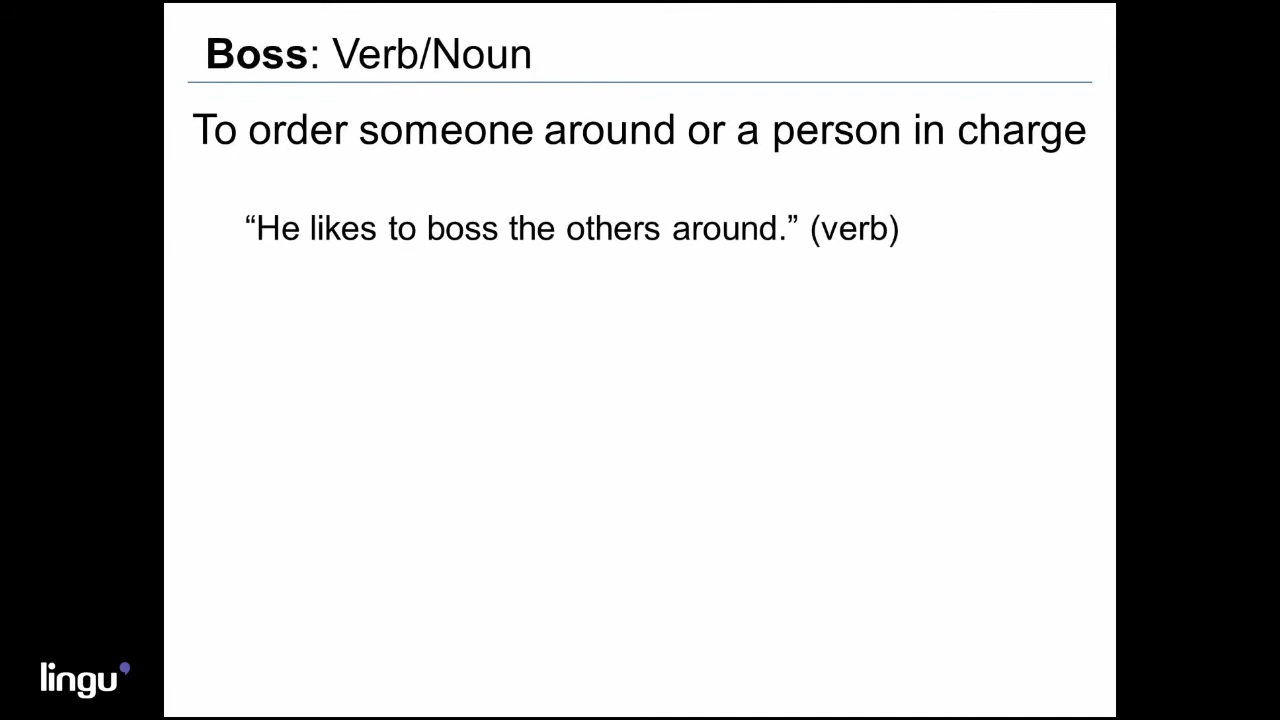 Boss: Verb/Noun
To order someone around or a person in charge
“He likes to boss the others around.” (verb)
lingu